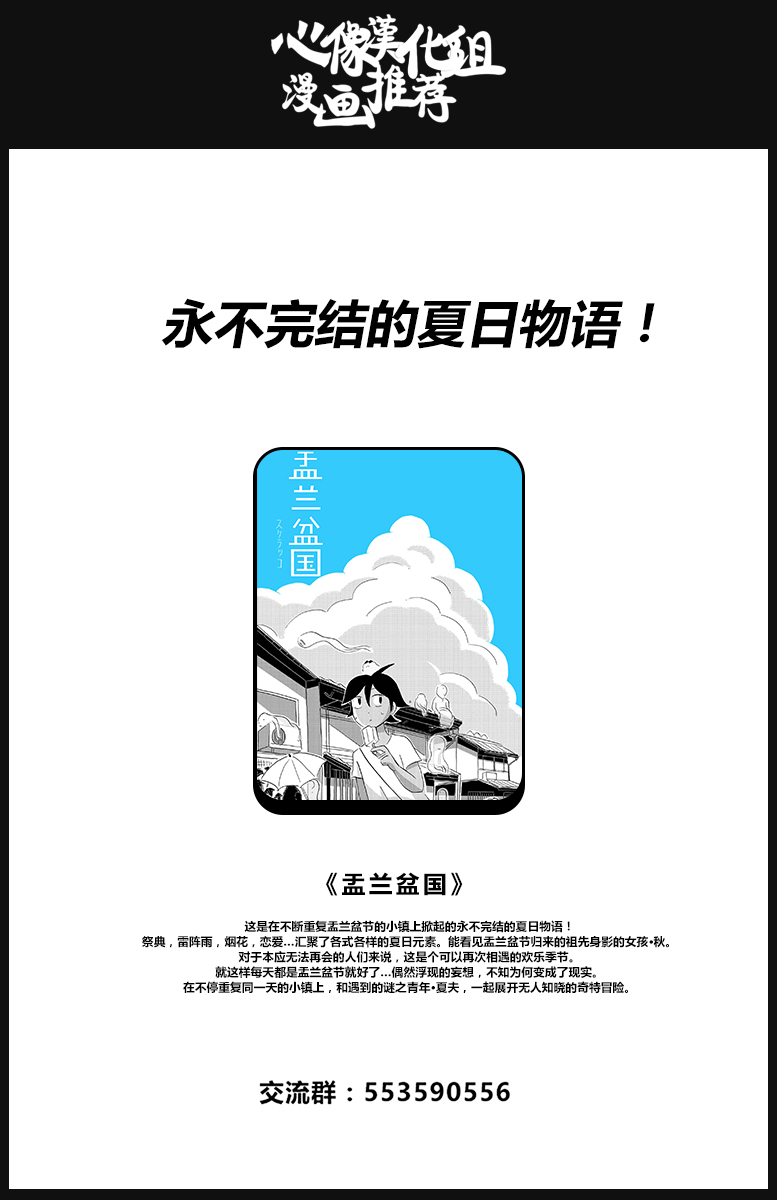 心像漢化組
漫画推荐
永不完结的夏日物语！
盂兰盆国
スケラッコ
《盂兰盆国》
这是在不断重复盂兰盆节的小镇上掀起的永不完结的夏日物语！
祭典，雷阵雨，烟花，恋爱...汇聚了各式各样的夏日元素。能看见盂兰盆节归来的祖先身影的女孩•秋。
对于本应无法再会的人们来说，这是个可以再次相遇的欢乐季节。
就这样每天都是盂兰盆节就好了...偶然浮现的妄想，不知为何变成了现实。
在不停重复同一天的小镇上，和遇到的谜之青年•夏夫，一起展开无人知晓的奇特冒险。
交流群：553590556